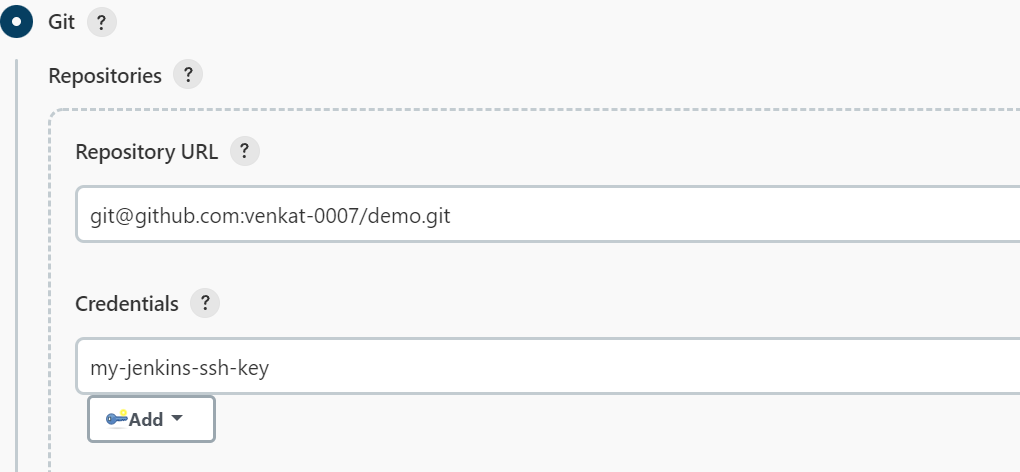 Git ?
Repositories ?
Repository URL ?
git@github.com:venkat-0007/demo.git
Credentials ?
my-jenkins-ssh-key
Add